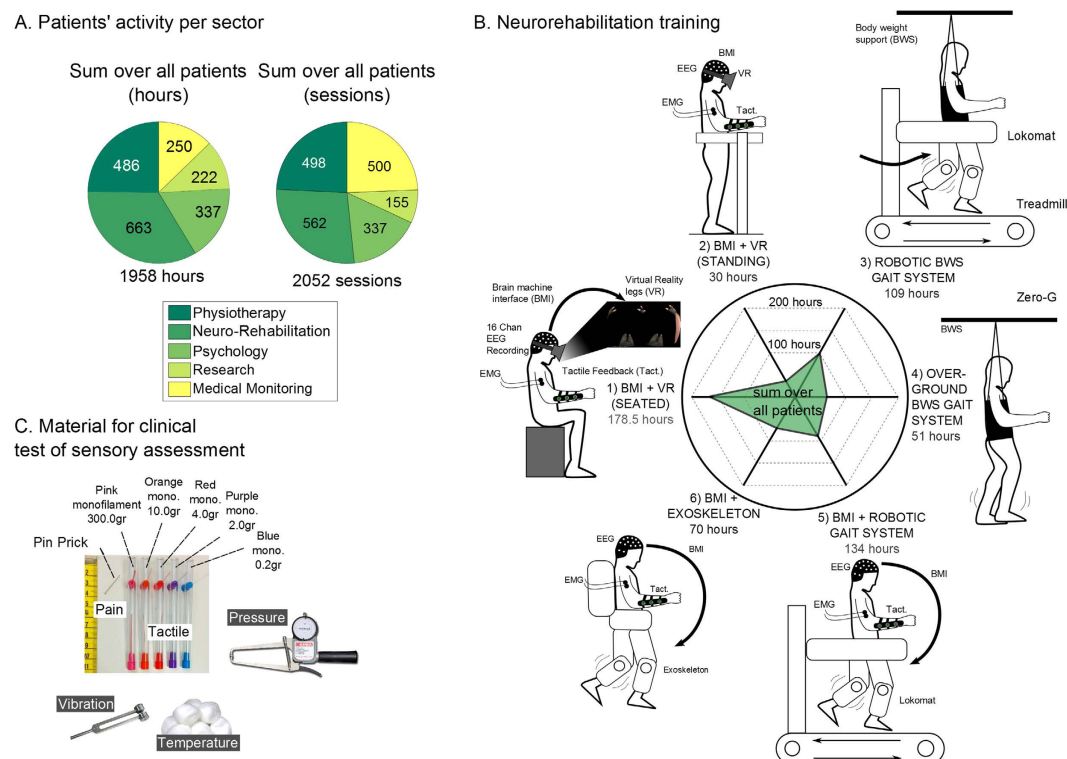 A. Patients' activity per sector
Sum over all patients
(hours)
Sum over all patients
(sessions)
486
250
222
337
663
1958 hours
498
500
155
337
562
2052 sessions
Physiotherapy
Neuro-Rehabilitation
Psychology
Research
Medical Monitoring
B. Neurorehabilitation training
BMI
EEG
VR
EMG
Tact.
2) BMI + VR
(STANDING)
30 hours
Body weight
support (BWS)
Lokomat
Treadmill
3) ROBOTIC BWS
GAIT SYSTEM
109 hours
Brain machine
interface (BMI)
Virtual Reality
legs (VR)
16 Chan
EEG
Recording
EMG
Tactile Feedback (Tact.)
1) BMI + VR
(SEATED)
178.5 hours
200 hours
100 hours
sum over
all patients
Zero-G
BWS
4) OVER-
GROUND
BWS GAIT
SYSTEM
51 hours
6) BMI +
EXOSKELETON
70 hours
EEG
BMI
EMG
Tact.
Exoskeleton
5) BMI + ROBOTIC
GAIT SYSTEM
134 hours
EEG
BMI
EMG
Tact.
Lokomat
C. Material for clinical
test of sensory assessment
Pin Prick
Pink
monofilament
300.0gr
Orange
mono.
10.0gr
Red
mono.
4.0gr
Purple
mono.
2.0gr
Blue
mono.
0.2gr
Pain
Tactile
Pressure
Vibration
Temperature